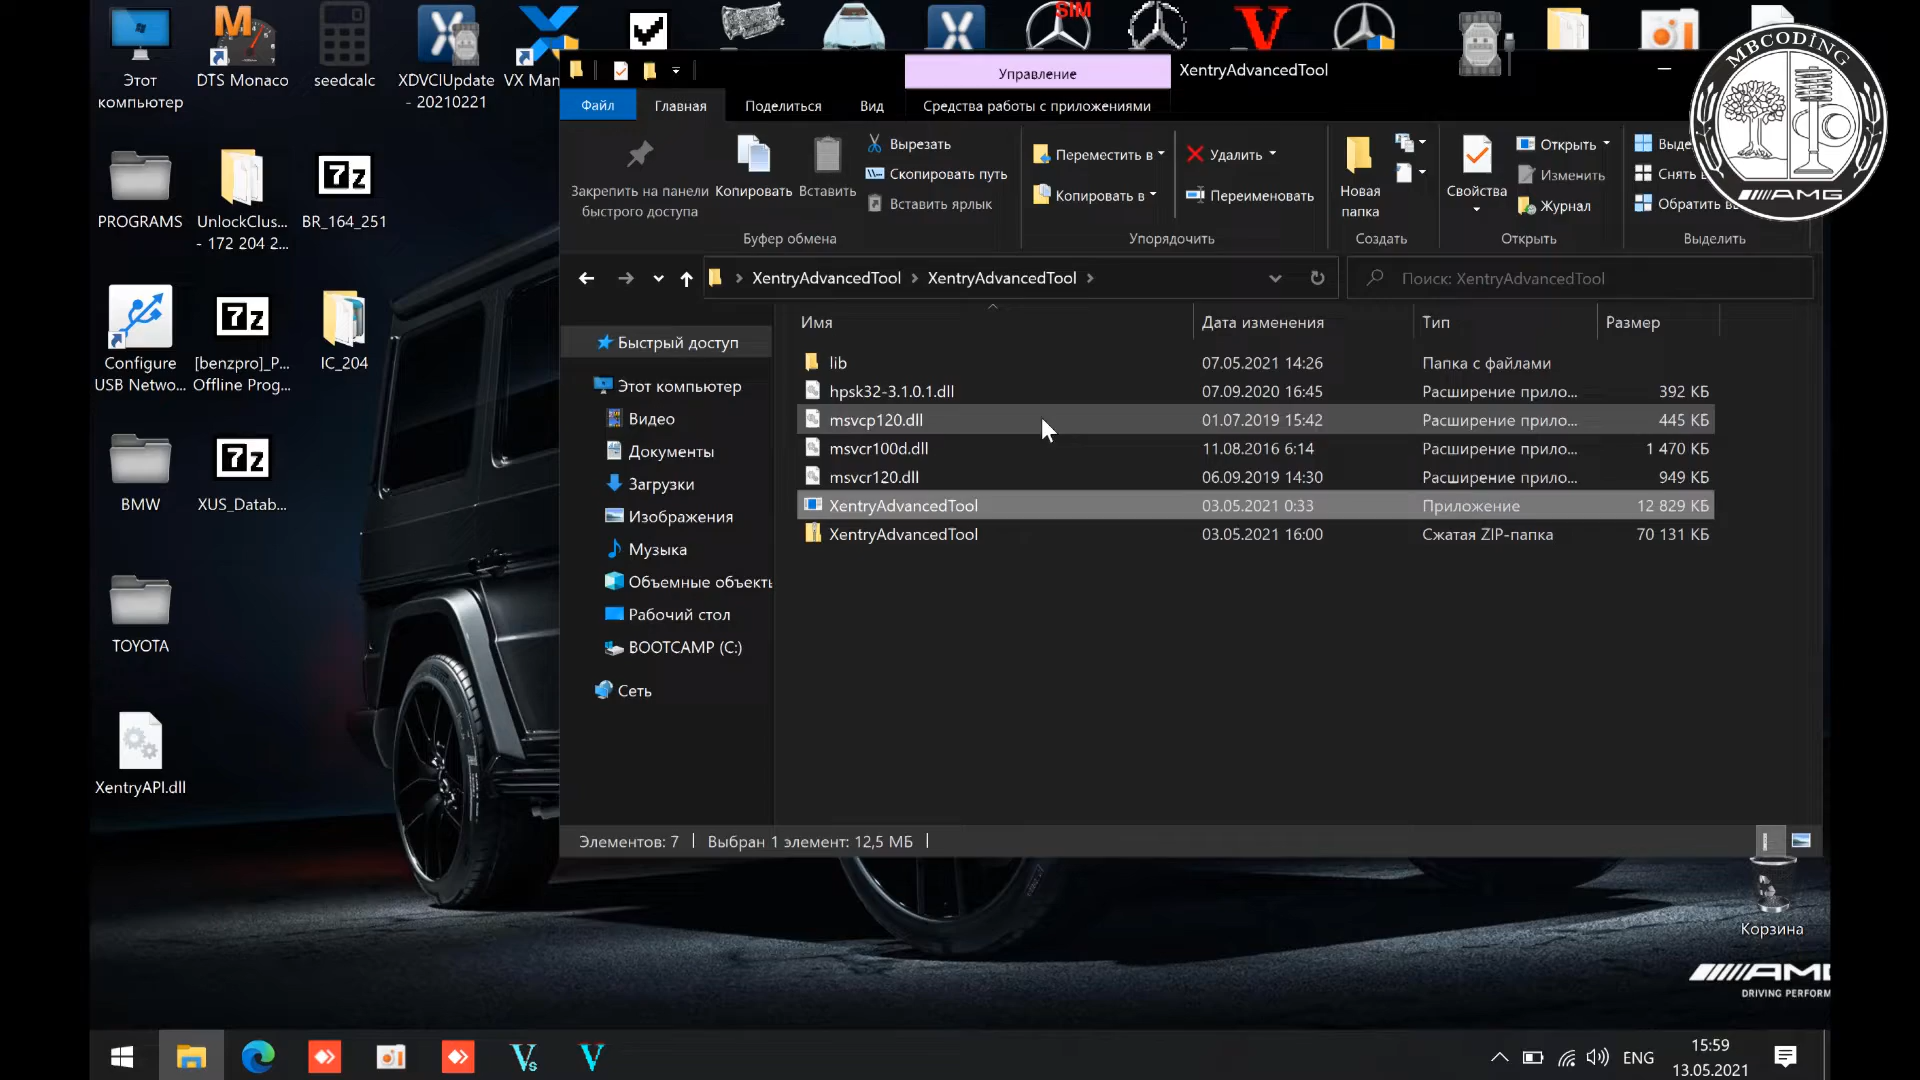 Этот
компьютер
DTS Monaco
seedcalc
XDVCIUpdate
- 20210221
VX Man
SIM
PROGRAMS
UnlockClus...
- 172 204 2...
7z
BR_164_251
Configure
USB Netwo...
7z
[benzpro]_P...
Offline Prog...
IC_204
BMW
7z
XUS_Datab...
TOYOTA
XentryAPI.dll
Управление
XentryAdvancedTool
Файл
Главная
Поделиться
Вид
Средства работы с приложениями
Закрепить на панели
быстрого доступа
Копировать
Вставить
Вырезать
Скопировать путь
Вставить ярлык
Буфер обмена
Переместить в
Копировать в
Удалить
Переименовать
Упорядочить
Новая
папка
Создать
Свойства
Открыть
Изменить
Журнал
Открыть
Выде
Снять
Обратить
Выделить
XentryAdvancedTool
XentryAdvancedTool
Поиск: XentryAdvancedTool
Быстрый доступ
Этот компьютер
Видео
Документы
Загрузки
Изображения
Музыка
Объемные объекты
Рабочий стол
BOOTCAMP (C:)
Сеть
Имя Дата изменения Тип Размер
lib 07.05.2021 14:26 Папка с файлами
hpsk32-3.1.0.1.dll 07.09.2020 16:45 Расширение прило... 392 КБ
msvcp120.dll 01.07.2019 15:42 Расширение прило... 445 КБ
msvcr100d.dll 11.08.2016 6:14 Расширение прило... 1 470 КБ
msvcr120.dll 06.09.2019 14:30 Расширение прило... 949 КБ
XentryAdvancedTool 03.05.2021 0:33 Приложение 12 829 КБ
XentryAdvancedTool 03.05.2021 16:00 Сжатая ZIP-папка 70 131 КБ
Элементов: 7
Выбран 1 элемент: 12,5 МБ
MBCODING
AMG
Корзина
AMG
DRIVING PERFORM
ENG
15:59
13.05.2021